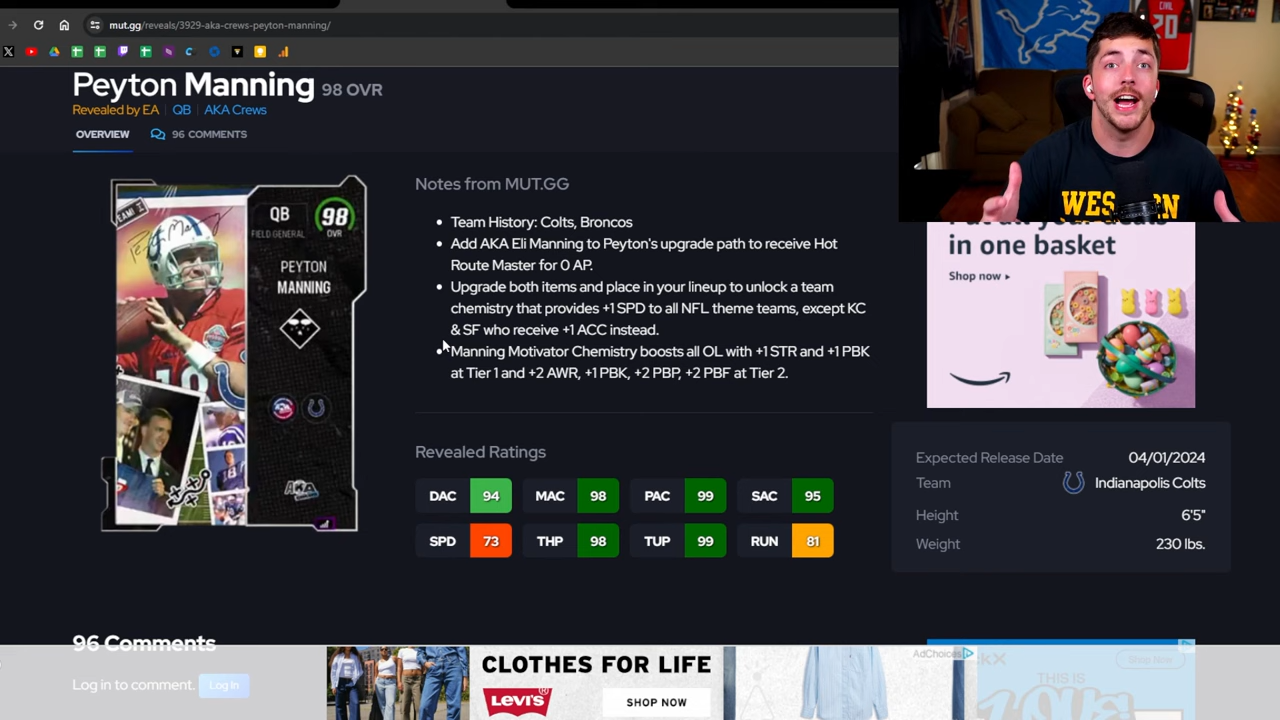 mut.gg/reveals/3929-aka-crews-peyton-manning/
Peyton Manning 98 OVR
Revealed by EA QB AKA Crews
OVERVIEW 96 COMMENTS
TEAM!
QB
98
OVR
FIELD GENERAL
PEYTON
MANNING
AKA
Notes from MUT.GG
Team History: Colts, Broncos
Add AKA Eli Manning to Peyton's upgrade path to receive Hot
Route Master for 0 AP.
Upgrade both items and place in your lineup to unlock a team
chemistry that provides +1 SPD to all NFL theme teams, except KC
& SF who receive +1 ACC instead.
Manning Motivator Chemistry boosts all OL with +1 STR and +1 PBK
at Tier 1 and +2 AWR, +1 PBK, +2 PBP, +2 PBF at Tier 2.
Revealed Ratings
DAC 94 MAC 98 PAC 99 SAC 95
SPD 73 THP 98 TUP 99 RUN 81
20
in one basket
Shop now
Expected Release Date 04/01/2024
Team Indianapolis Colts
Height 6'5"
Weight 230 lbs.
96 Comments
Log in to comment. Log In
CLOTHES FOR LIFE
LEVI'S
SHOP NOW
AdChoices
Shop Now
THIS IS